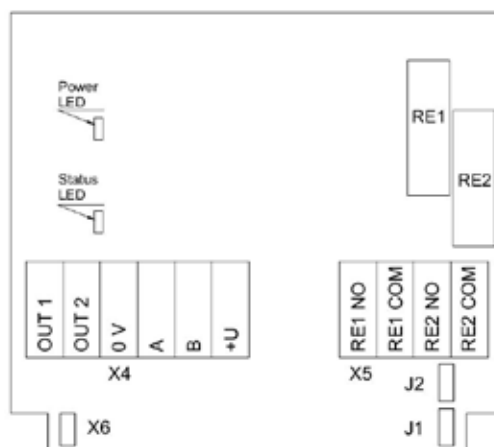 Power
LED
RE1
RE2
Status
LED
OUT 1
OUT 2
0 V
A
B
+U
RE1 NO
RE1 COM
RE2 NO
RE2 COM
X4
X5
J2
X6
J1